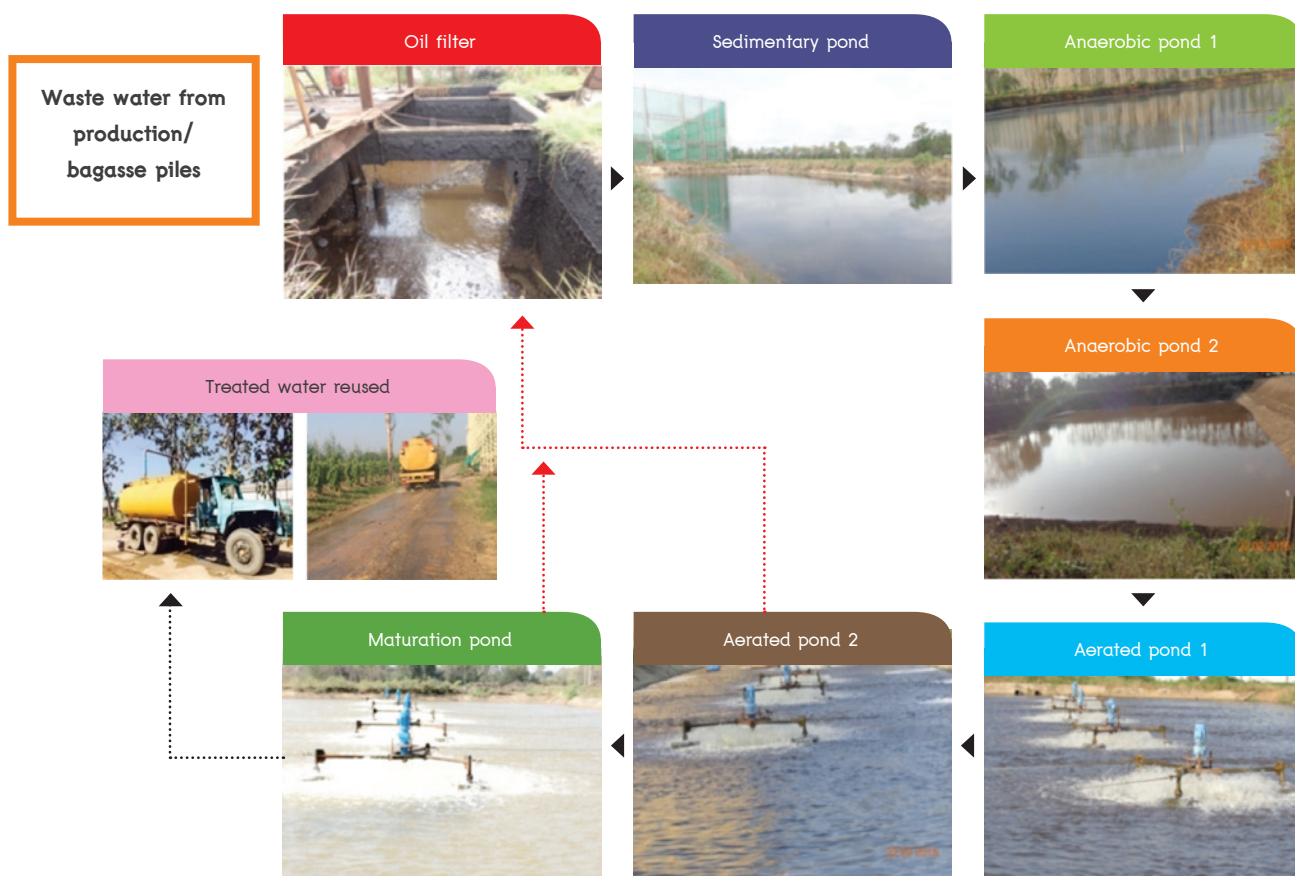 Waste water from
production/
bagasse piles
Oil filter
Sedimentary pond
Anaerobic pond 1
Anaerobic pond 2
Treated water reused
Maturation pond
Aerated pond 2
Aerated pond 1